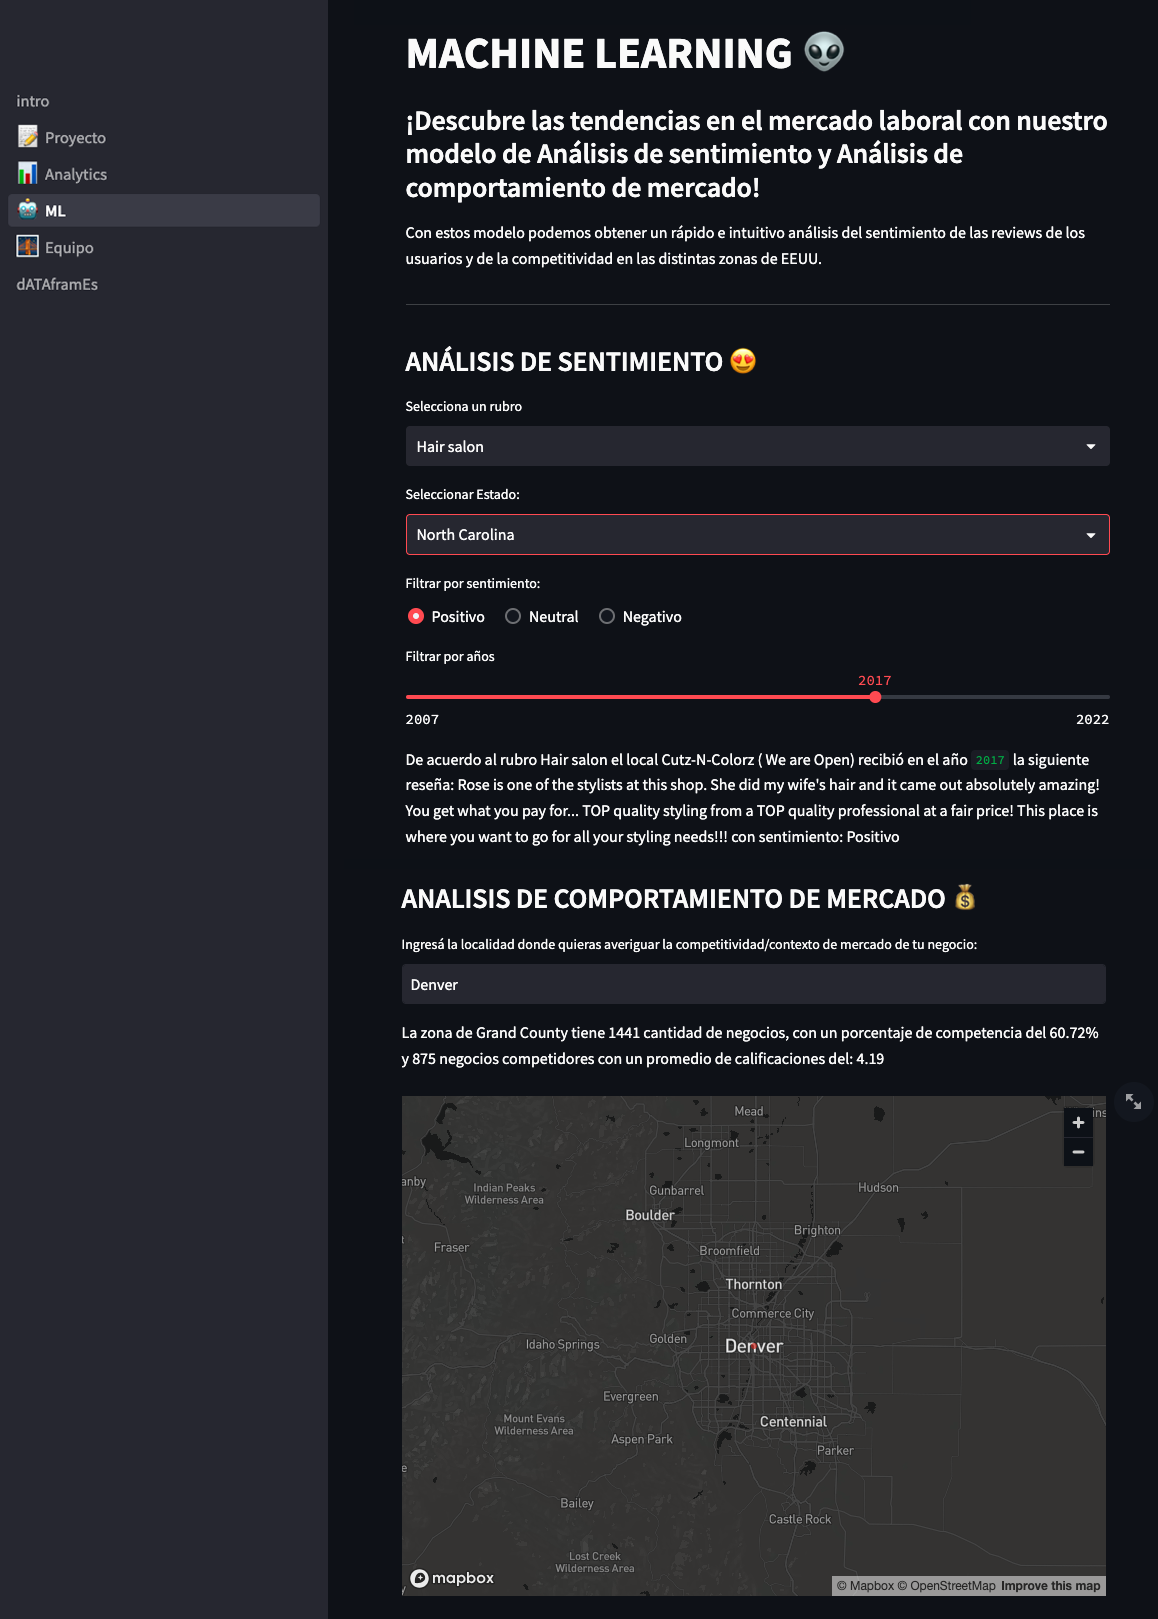 intro
Proyecto
Analytics
ML
Equipo
dATAframEs
MACHINE LEARNING
¡Descubre las tendencias en el mercado laboral con nuestro
modelo de Análisis de sentimiento y Análisis de
comportamiento de mercado!
Con estos modelo podemos obtener un rápido e intuitivo análisis del sentimiento de las reviews de los
usuarios y de la competitividad en las distintas zonas de EEUU.
ANÁLISIS DE SENTIMIENTO
Selecciona un rubro
Hair salon
Seleccionar Estado:
North Carolina
Filtrar por sentimiento:
Positivo Neutral Negativo
Filtrar por años
2017
2007 2022
De acuerdo al rubro Hair salon el local Cutz-N-Colorz ( We are Open) recibió en el año 2017 la siguiente
reseña: Rose is one of the stylists at this shop. She did my wife's hair and it came out absolutely amazing!
You get what you pay for... TOP quality styling from a TOP quality professional at a fair price! This place is
where you want to go for all your styling needs!!! con sentimiento: Positivo
ANALISIS DE COMPORTAMIENTO DE MERCADO
Ingresá la localidad donde quieras averiguar la competitividad/contexto de mercado de tu negocio:
Denver
La zona de Grand County tiene 1441 cantidad de negocios, con un porcentaje de competencia del 60.72%
y 875 negocios competidores con un promedio de calificaciones del: 4.19
Mead
Longmont
anby
Indian Peaks
Wilderness Area
Gunbarrel
Hudson
Boulder
Brighton
Fraser
Broomfield
Thornton
Commerce City
Golden
Idaho Springs
Denver
Evergreen
Mount Evans
Wilderness Area
Centennial
Aspen Park
Parker
Bailey
Castle Rock
Lost Creek
Wilderness Area
mapbox
© Mapbox © OpenStreetMap Improve this map